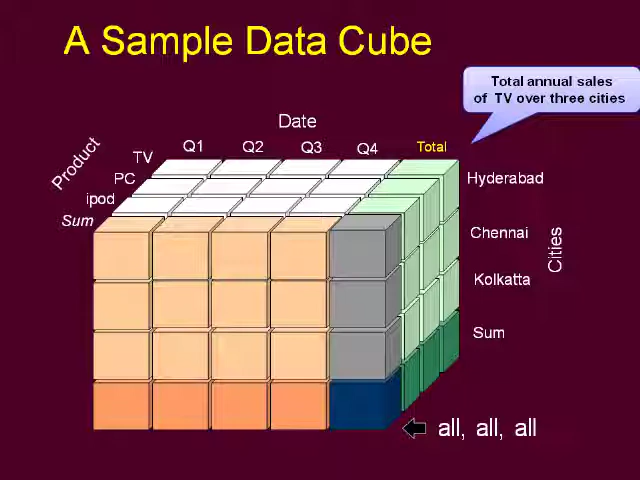 A Sample Data Cube
Total annual sales
of TV over three cities
Date
Product
TV
Q1
Q2
Q3
Q4
Total
PC
ipod
Sum
Hyderabad
Chennai
Kolkatta
Sum
Cities
all, all, all